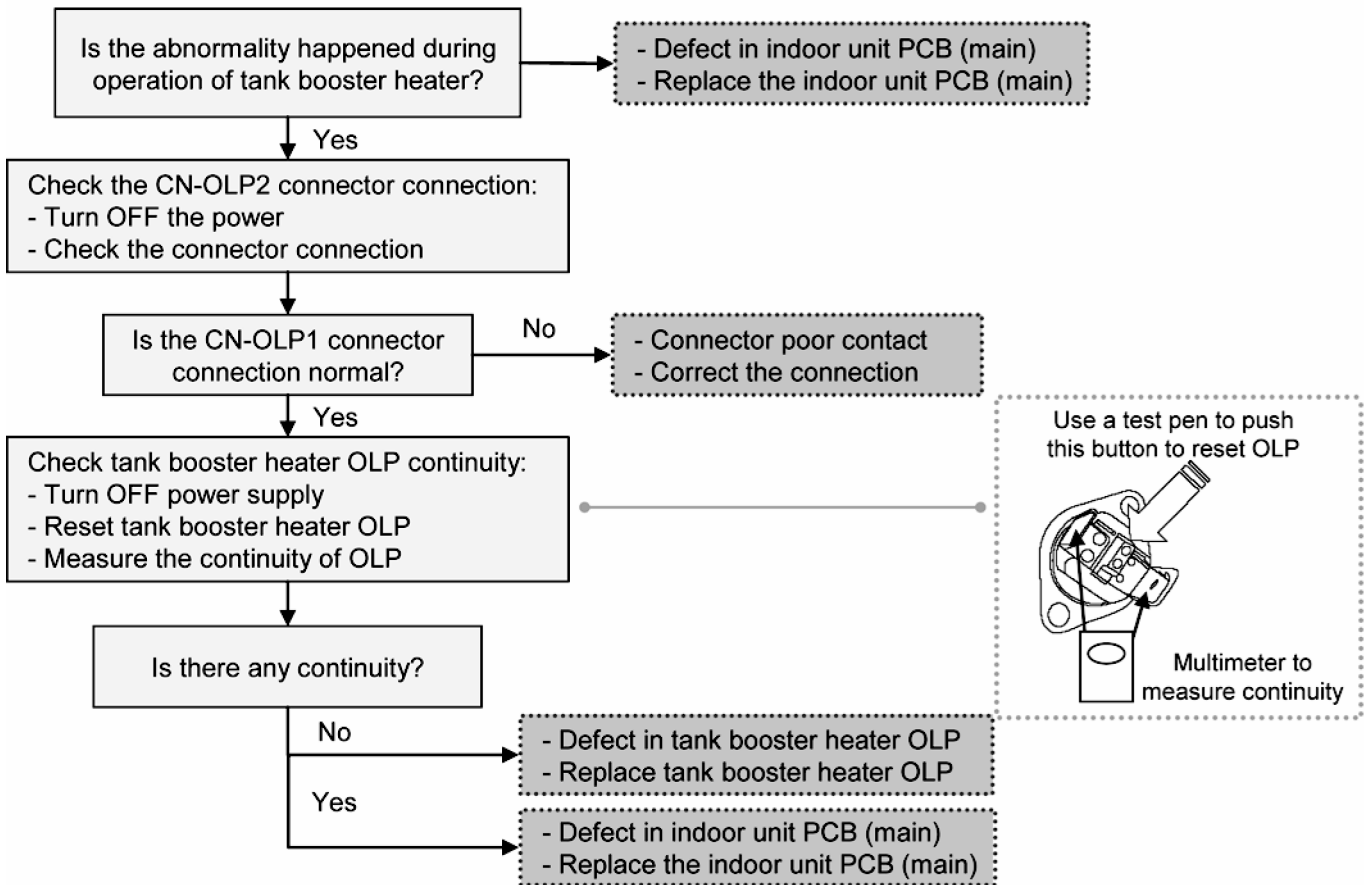 Is the abnormality happened during
operation of tank booster heater?
- Defect in indoor unit PCB (main)
- Replace the indoor unit PCB (main)
Yes
Check the CN-OLP2 connector connection:
- Turn OFF the power
- Check the connector connection
Is the CN-OLP1 connector
connection normal?
No
- Connector poor contact
- Correct the connection
Yes
Check tank booster heater OLP continuity:
- Turn OFF power supply
- Reset tank booster heater OLP
- Measure the continuity of OLP
Use a test pen to push
this button to reset OLP
Multimeter to
measure continuity
Is there any continuity?
No
- Defect in tank booster heater OLP
- Replace tank booster heater OLP
Yes
- Defect in indoor unit PCB (main)
- Replace the indoor unit PCB (main)